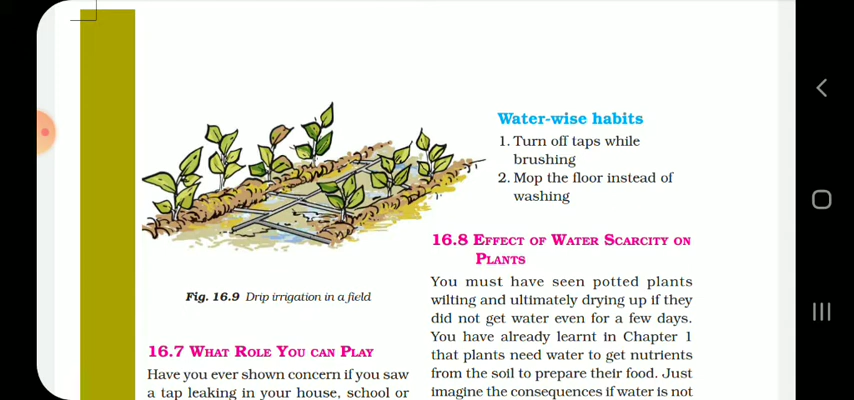 Fig. 16.9 Drip irrigation in a field
16.7 WHAT ROLE YOU CAN PLAY
Have you ever shown concern if you saw
a tap leaking in your house, school or
Water-wise habits
1. Turn off taps while
brushing
2. Mop the floor instead of
washing
16.8 EFFECT OF WATER SCARCITY ON
PLANTS
You must have seen potted plants
wilting and ultimately drying up if they
did not get water even for a few days.
You have already learnt in Chapter 1
that plants need water to get nutrients
from the soil to prepare their food. Just
imagine the consequences if water is not